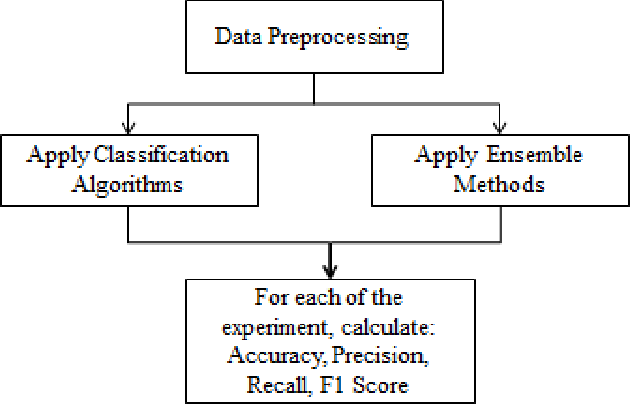 Data Preprocessing
Apply Classification
Algorithms
Apply Ensemble
Methods
For each of the
experiment, calculate:
Accuracy, Precision,
Recall, F1 Score